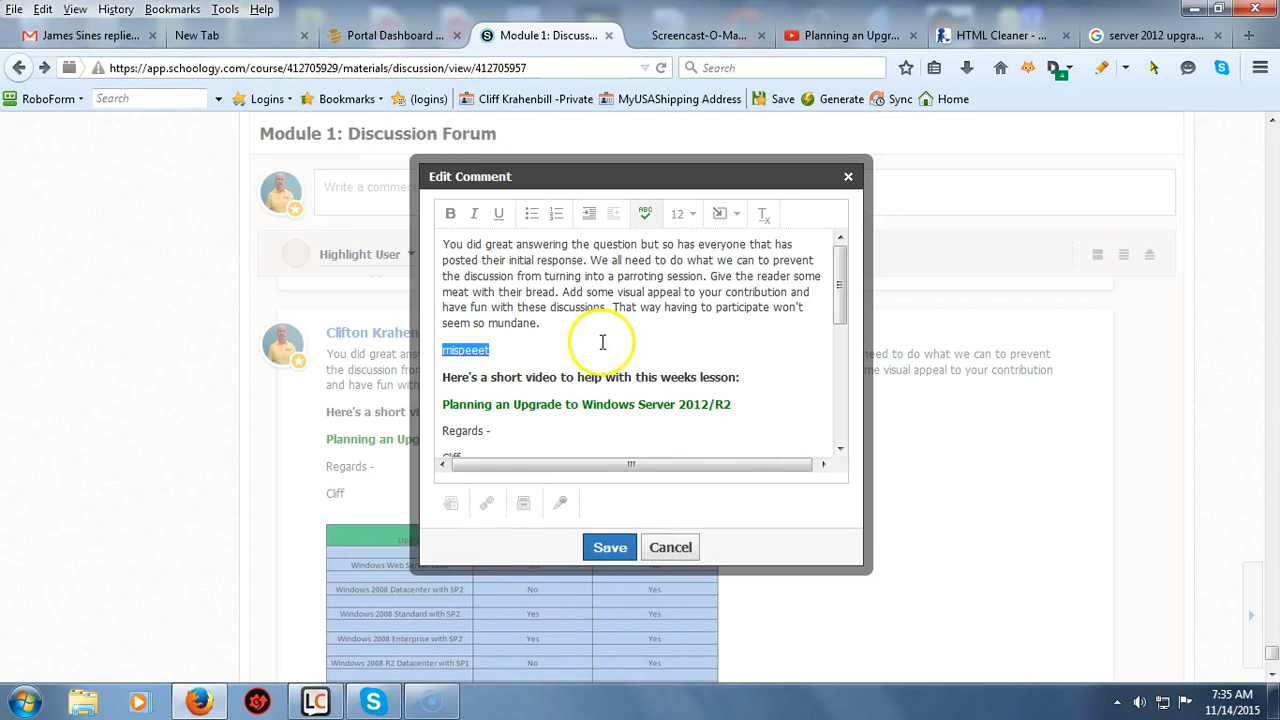 File Edit View History Bookmarks Tools Help
James Sines replie... × New Tab × Portal Dashboard ... × Module 1: Discuss... × Screencast-O-Ma... × Planning an Upgr... × HTML Cleaner - ... × server 2012 upgra... ×
https://app.schoology.com/course/412705929/materials/discussion/view/412705957 Search
RoboForm Search Logins Bookmarks (logins) Cliff Krahenbill -Private MyUSAShipping Address Save Generate Sync Home
Module 1: Discussion Forum
Write a comme
Highlight User
Edit Comment ×
B I U ABC 12 Tx
You did great answering the question but so has everyone that has
posted their initial response. We all need to do what we can to prevent
the discussion from turning into a parroting session. Give the reader some
meat with their bread. Add some visual appeal to your contribution and
have fun with these discussions. That way having to participate won't
seem so mundane.
mispeeet
Here's a short video to help with this weeks lesson:
Planning an Upgrade to Windows Server 2012/R2
Regards -
Save Cancel
Clifton Krahen
You did great ans we all need to do what we can to prevent
the discussion from some visual appeal to your contribution
and have fun with
Here's a short vi
Planning an Upg
Regards -
Cliff
Upgr
Windows Web Serve
Windows 2008 Datacenter with SP2 No Yes
Windows 2008 Standard with SP2 Yes Yes
Windows 2008 Enterprise with SP2 Yes Yes
Windows 2008 R2 Datacenter with SP1 No Yes
7:35 AM
11/14/2015